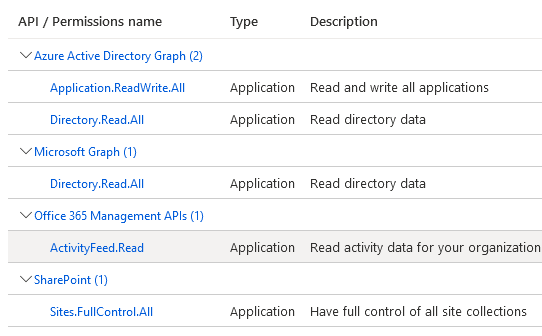 API / Permissions name Type Description
Azure Active Directory Graph (2)
Application.ReadWrite.All Application Read and write all applications
Directory.Read.All Application Read directory data
Microsoft Graph (1)
Directory.Read.All Application Read directory data
Office 365 Management APIs (1)
ActivityFeed.Read Application Read activity data for your organization
SharePoint (1)
Sites.FullControl.All Application Have full control of all site collections